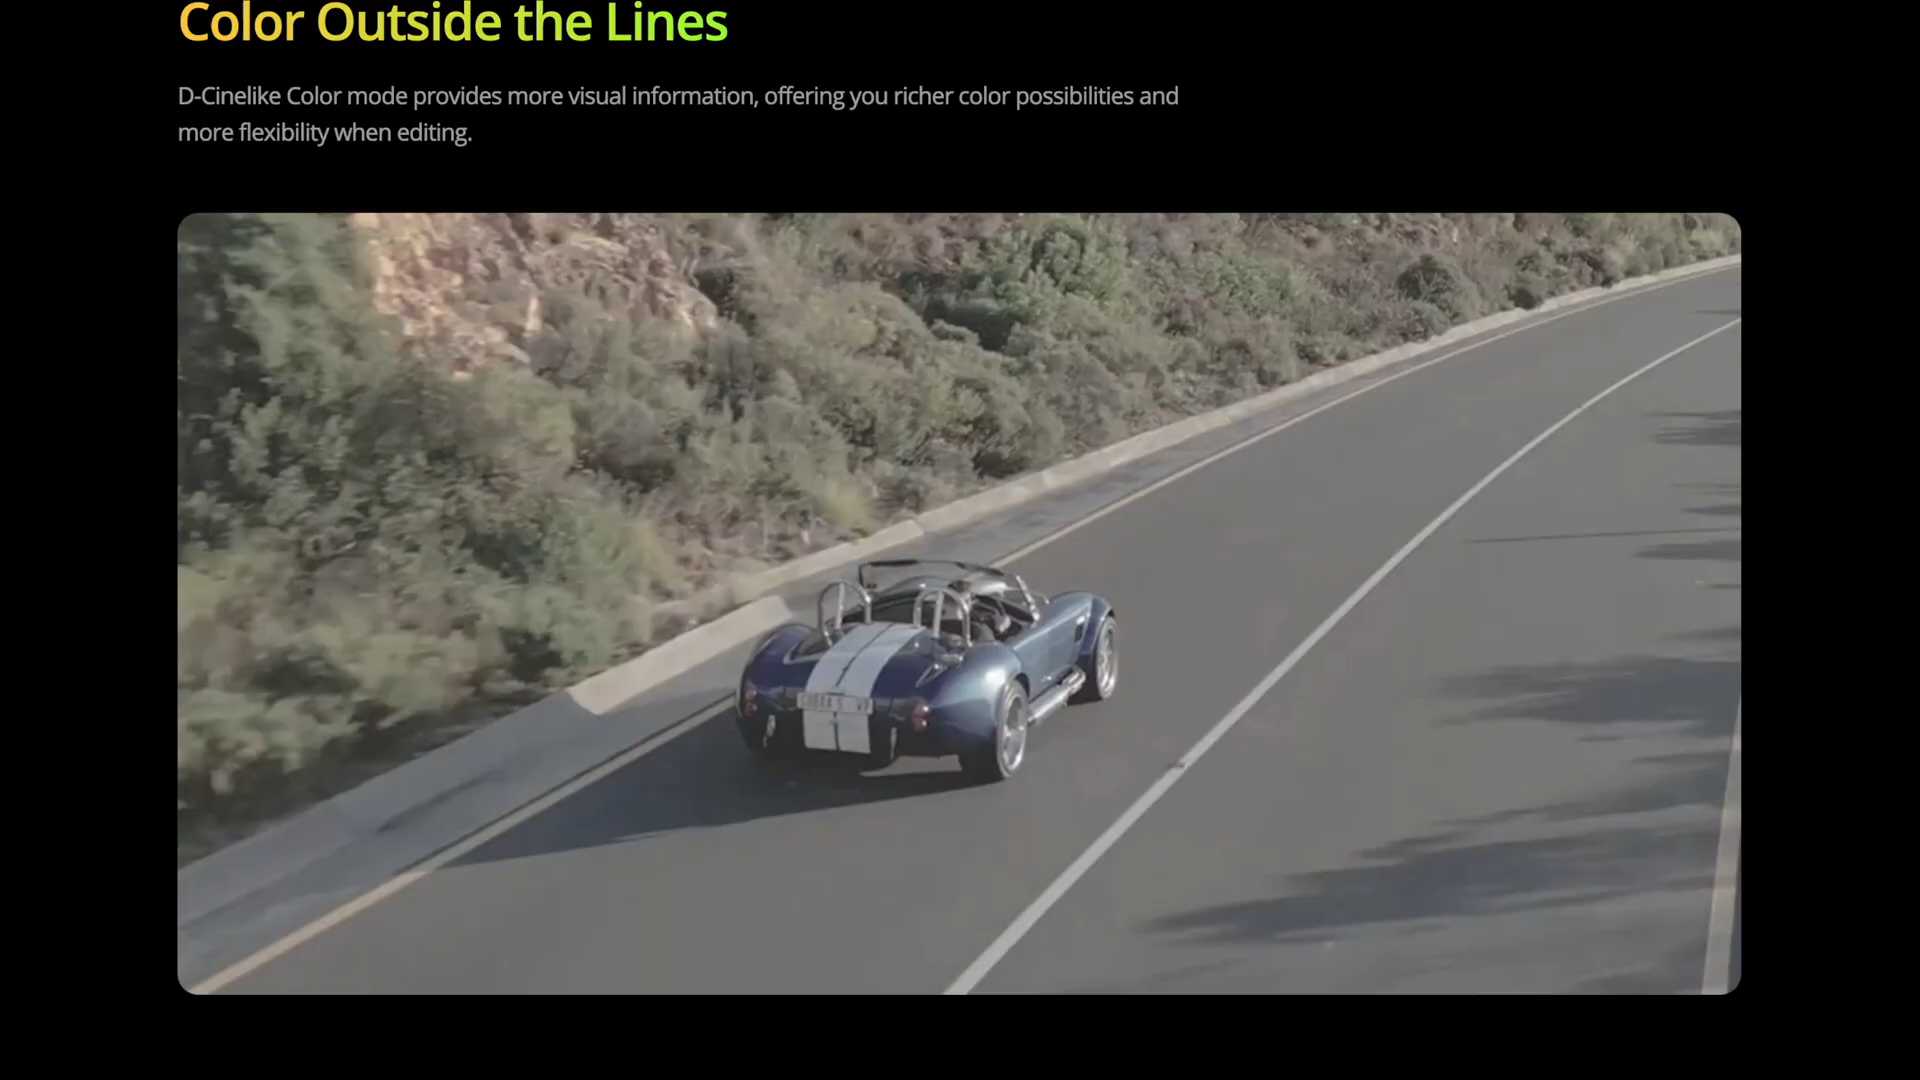 Color Outside the Lines
D-Cinelike Color mode provides more visual information, offering you richer color possibilities and
more flexibility when editing.